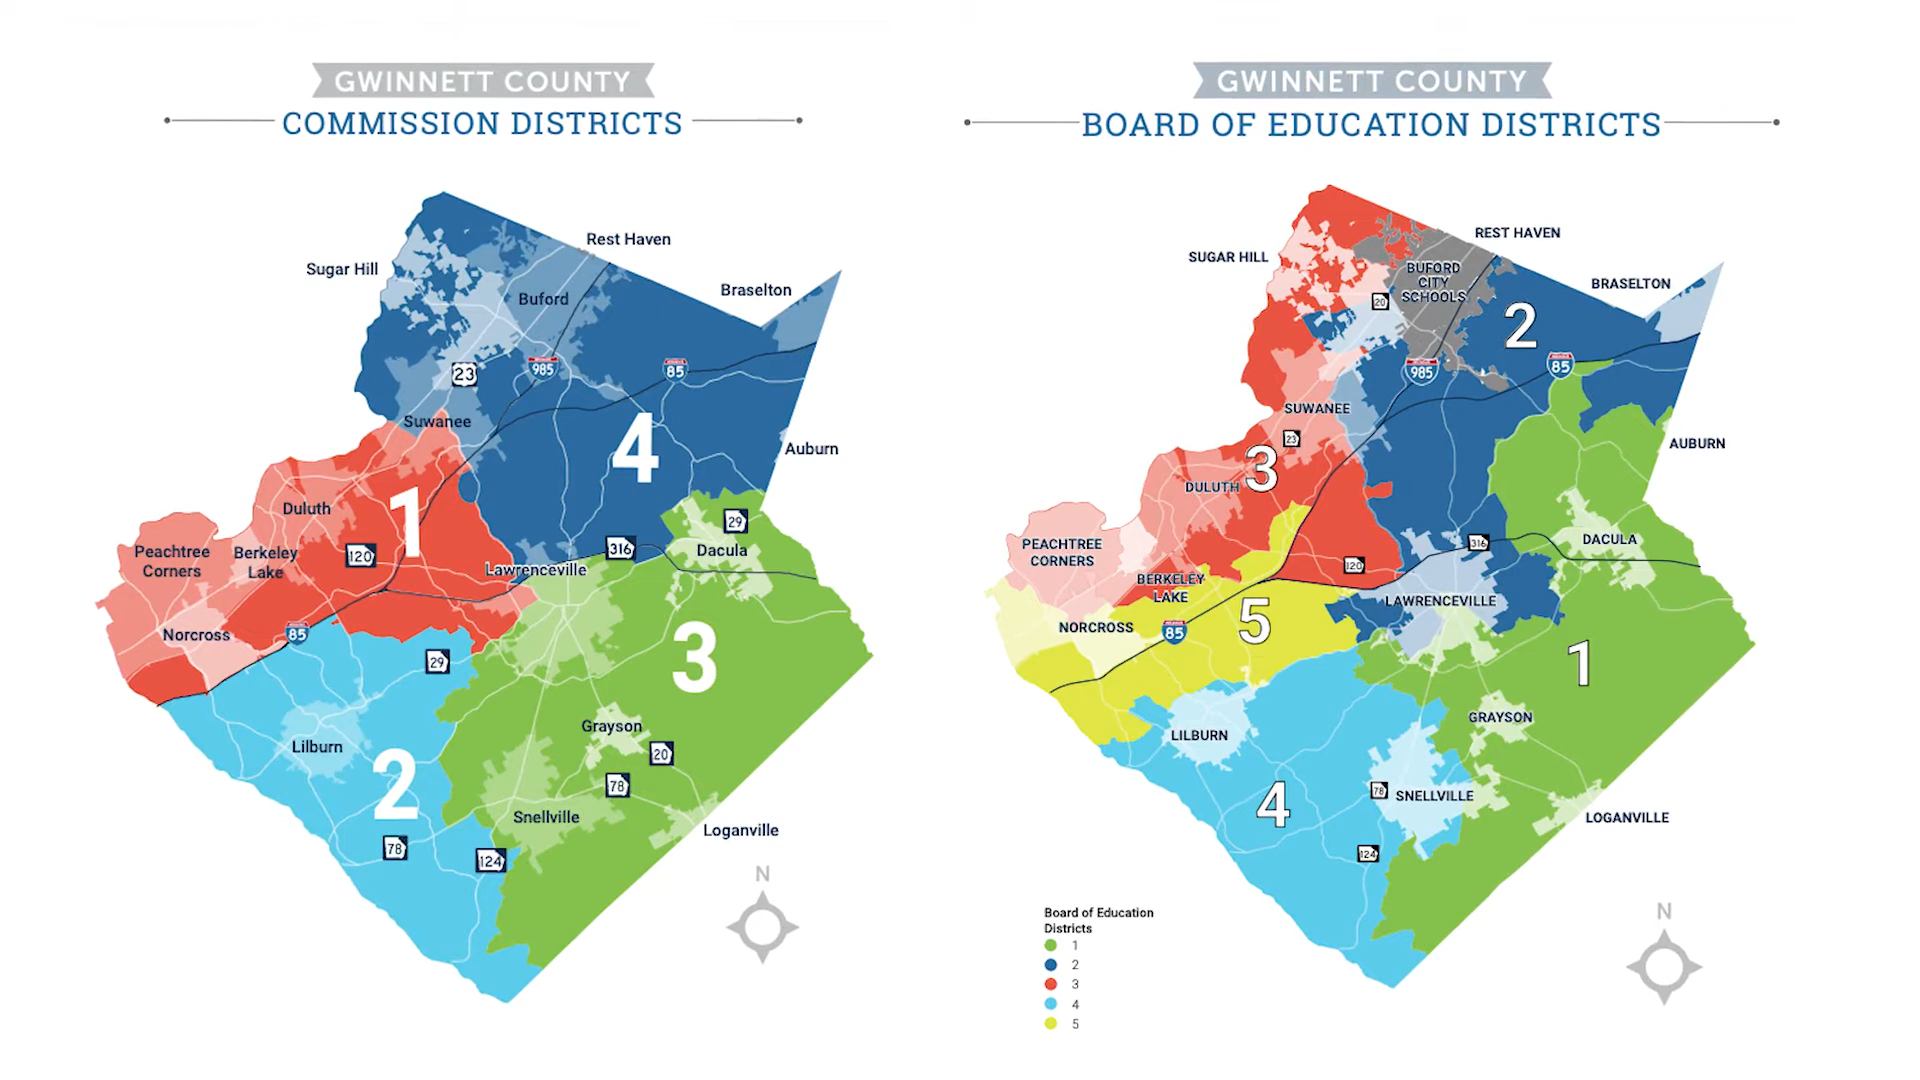 GWINNETT COUNTY
COMMISSION DISTRICTS
Rest Haven
Sugar Hill
Braselton
Buford
23
985
85
Suwanee
4
Auburn
1
Duluth
29
316
Peachtree
Corners
Berkeley
Lake
120
Dacula
Lawrenceville
Norcross
85
29
3
Grayson
Lilburn
20
2
78
Snellville
Loganville
78
124
N
GWINNETT COUNTY
BOARD OF EDUCATION DISTRICTS
REST HAVEN
SUGAR HILL
BUFORD
CITY
SCHOOLS
BRASELTON
20
2
985
85
SUWANEE
23
AUBURN
3
DULUTH
PEACHTREE
CORNERS
316
DACULA
120
BERKELEY
LAKE
LAWRENCEVILLE
NORCROSS
85
5
1
GRAYSON
LILBURN
4
78
SNELLVILLE
LOGANVILLE
124
Board of Education
Districts
1
2
3
4
5
N